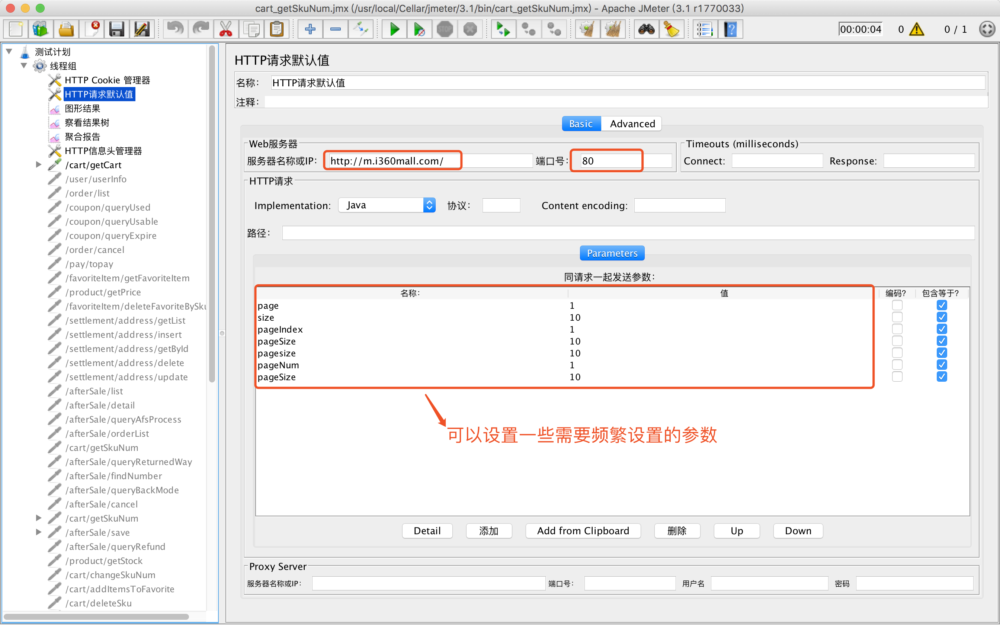 cart_getSkuNum.jmx (/usr/local/Cellar/jmeter/3.1/bin/cart_getSkuNum.jmx) - Apache JMeter (3.1 r1770033)
STOP
00:00:04 0 0 / 1
测试计划
线程组
HTTP Cookie 管理器
HTTP请求默认值
图形结果
察看结果树
聚合报告
HTTP信息头管理器
/cart/getCart
/user/userInfo
/order/list
/coupon/queryUsed
/coupon/queryUsable
/coupon/queryExpire
/order/cancel
/pay/topay
/favoriteItem/getFavoriteItem
/product/getPrice
/favoriteItem/deleteFavoriteBySku
/settlement/address/getList
/settlement/address/insert
/settlement/address/getById
/settlement/address/delete
/settlement/address/update
/afterSale/list
/afterSale/detail
/afterSale/queryAfsProcess
/afterSale/orderList
/cart/getSkuNum
/afterSale/queryReturnedWay
/afterSale/findNumber
/afterSale/queryBackMode
/afterSale/cancel
/cart/getSkuNum
/afterSale/save
/afterSale/queryRefund
/product/getStock
/cart/changeSkuNum
/cart/addItemsToFavorite
/cart/deleteSku
HTTP请求默认值
名称： HTTP请求默认值
注释：
Basic Advanced
Web服务器
服务器名称或IP： http://m.i360mall.com/ 端口号： 80
Timeouts (milliseconds)
Connect: Response:
HTTP请求
Implementation: Java 协议： Content encoding:
路径：
Parameters
同请求一起发送参数：
名称： 值 编码? 包含等于?
page 1
size 10
pageIndex 1
pageSize 10
pagesize 10
pageNum 1
pageSize 10
可以设置一些需要频繁设置的参数
Detail 添加 Add from Clipboard 删除 Up Down
Proxy Server
服务器名称或IP： 端口号： 用户名 密码